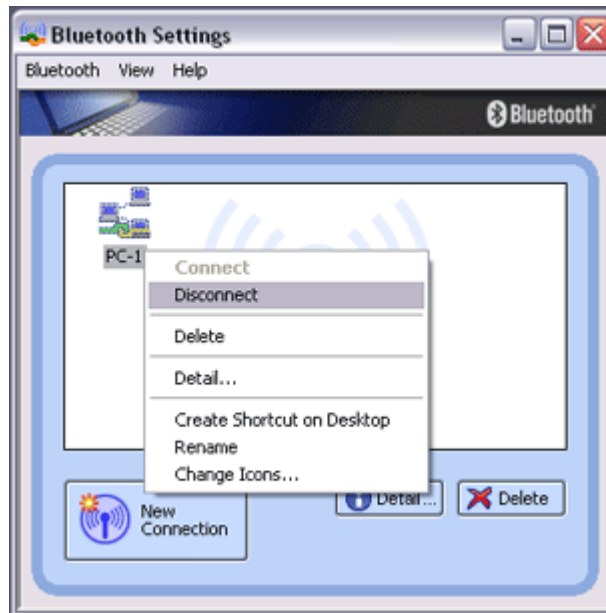 Bluetooth Settings
Bluetooth View Help
Bluetooth
PC-1
Connect
Disconnect
Delete
Detail...
Create Shortcut on Desktop
Rename
Change Icons...
New
Connection
Detail...
Delete